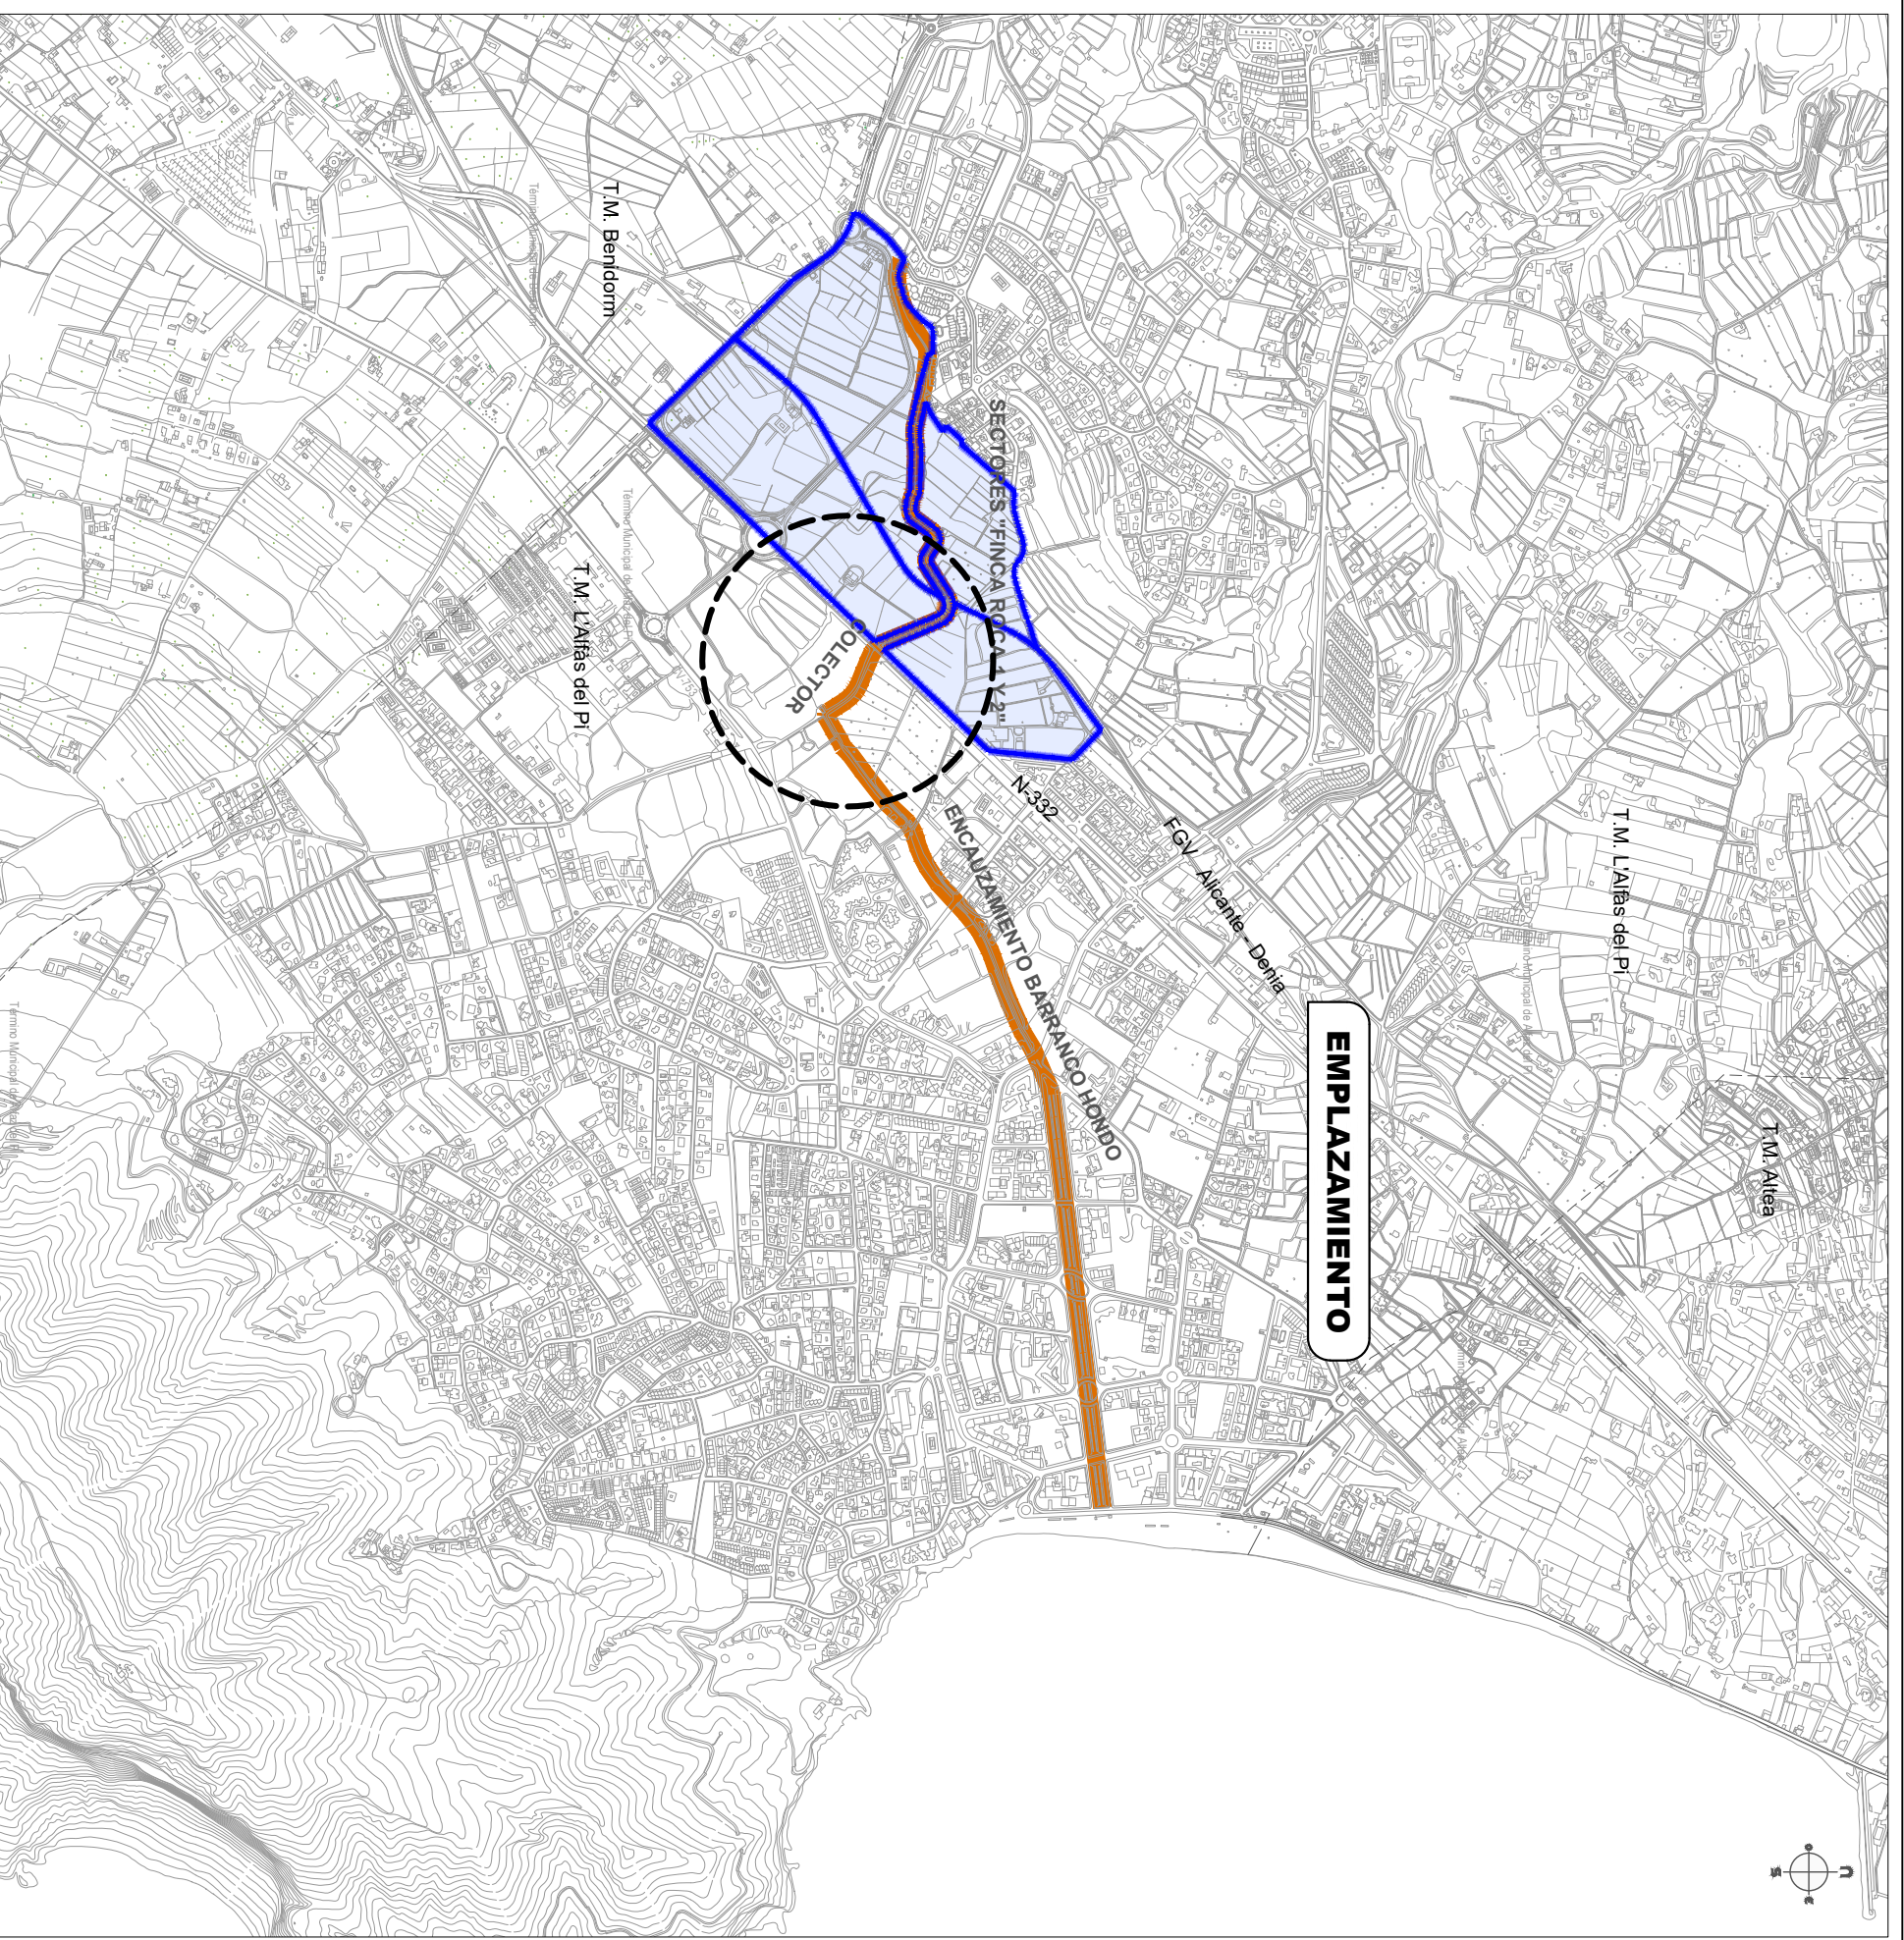 T.M. Altea
T.M. L'Alfàs del Pi
EMPLAZAMIENTO
FGV Alicante - Denia
N-332
SECTORES "FINCA ROCA 1 Y 2"
ENCAUZAMIENTO BARRANCO HONDO
COLECTOR
T.M. Benidorm
T.M. L'Alfàs del Pi
n
s
e
o